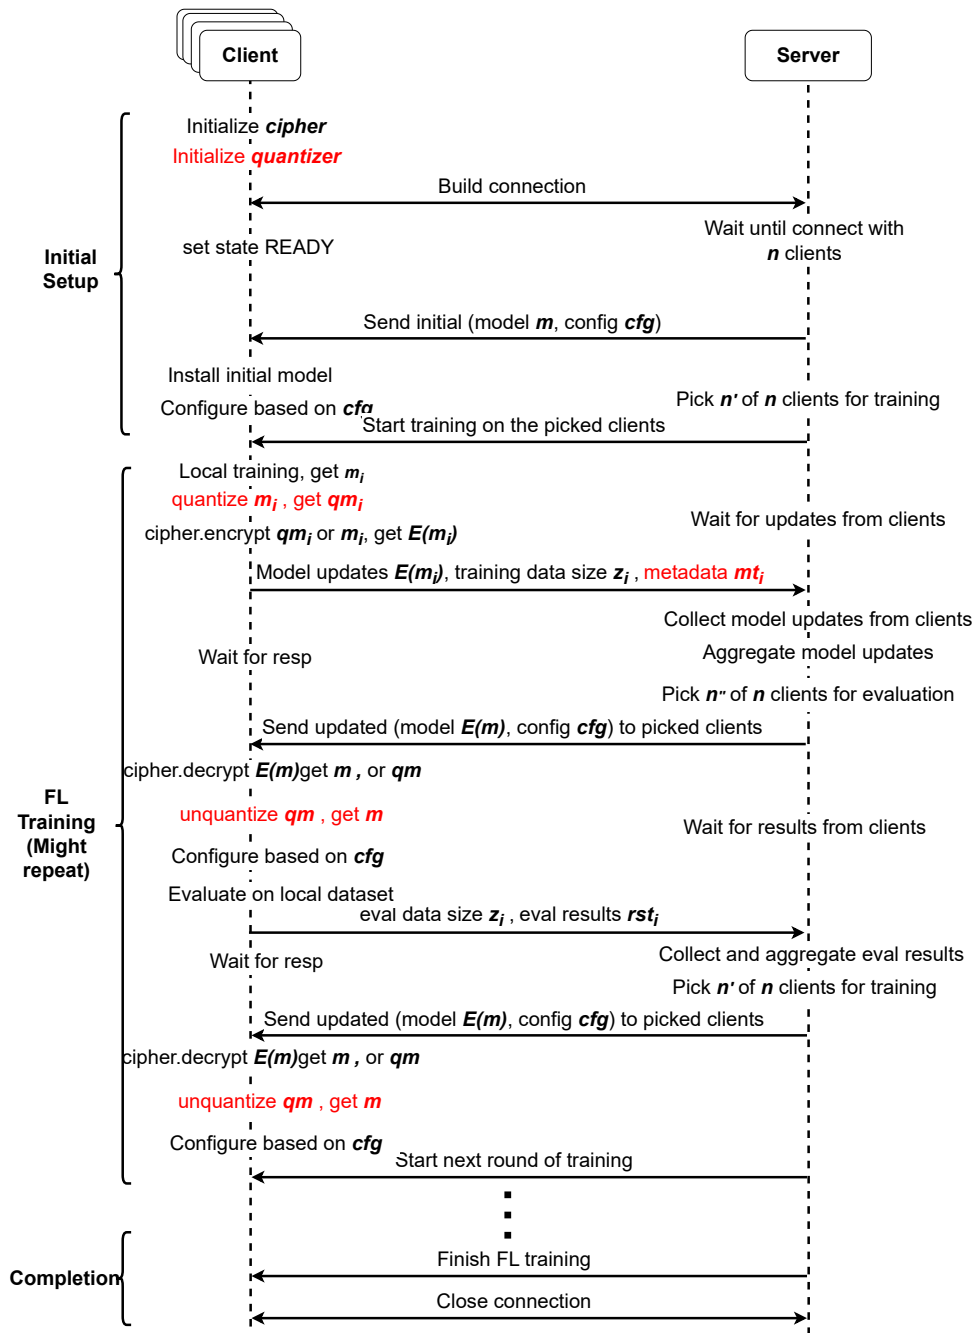 Client
Server
Initialize cipher
Initialize quantizer
Build connection
Wait until connect with
n clients
set state READY
Initial
Setup
Send initial (model m, config cfg)
Install initial model
Configure based on cfg
Pick n' of n clients for training
Start training on the picked clients
Local training, get mi
quantize mi , get qmi
cipher.encrypt qmi or mi, get E(mi)
Wait for updates from clients
Model updates E(mi), training data size zi , metadata mti
Collect model updates from clients
Aggregate model updates
Wait for resp
Pick n" of n clients for evaluation
Send updated (model E(m), config cfg) to picked clients
cipher.decrypt E(m)get m , or qm
FL
Training
(Might
repeat)
unquantize qm , get m
Wait for results from clients
Configure based on cfg
Evaluate on local dataset
eval data size zi , eval results rsti
Collect and aggregate eval results
Wait for resp
Pick n' of n clients for training
Send updated (model E(m), config cfg) to picked clients
cipher.decrypt E(m)get m , or qm
unquantize qm , get m
Configure based on cfg
Start next round of training
Finish FL training
Completion
Close connection